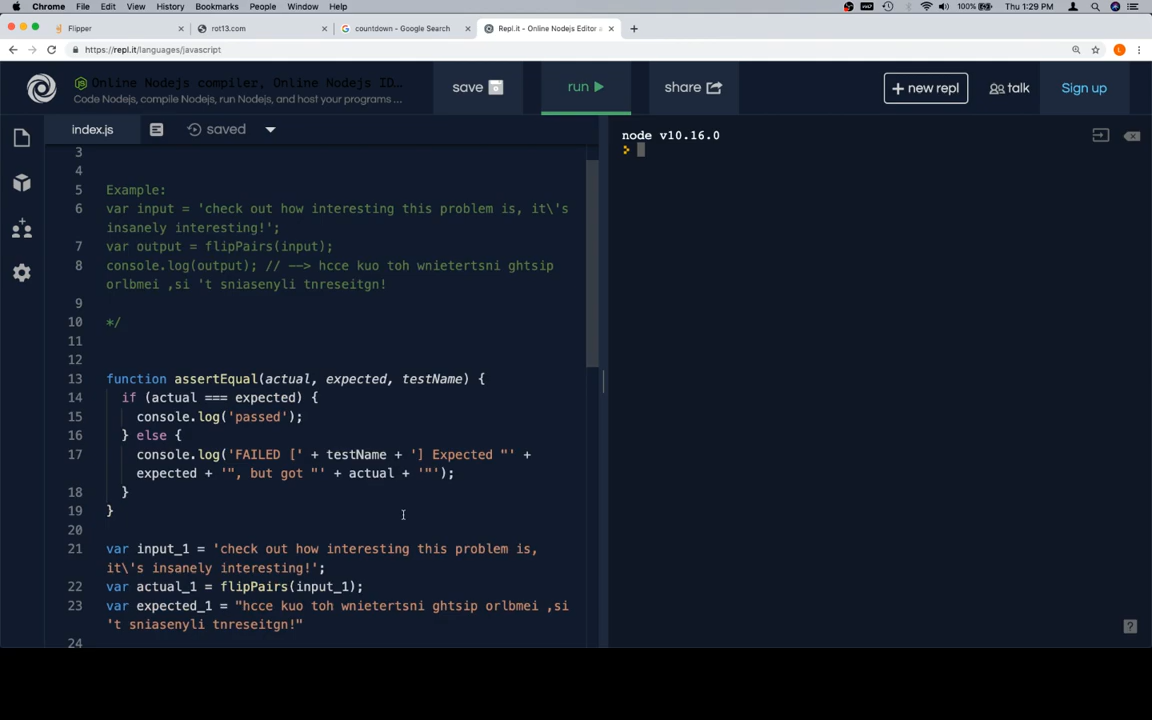 Chrome File Edit View History Bookmarks People Window Help 100% Thu 1:29 PM
Flipper × rot13.com × countdown - Google Search × Repl.it - Online Nodejs Editor a × +
https://repl.it/languages/javascript
Online Nodejs compiler, Online Nodejs ID...
Code Nodejs, compile Nodejs, run Nodejs, and host your programs ...
save run share + new repl talk Sign up
index.js saved
node v10.16.0
3
4
5 Example:
6 var input = 'check out how interesting this problem is, it\'s
insanely interesting!';
7 var output = flipPairs(input);
8 console.log(output); // --> hcce kuo toh wnietertsni ghtsip
orlbmei ,si 't sniasenyli tnreseitgn!
9
10 */
11
12
13 function assertEqual(actual, expected, testName) {
14 if (actual === expected) {
15 console.log('passed');
16 } else {
17 console.log('FAILED [' + testName + '] Expected "' +
expected + '", but got "' + actual + '"');
18 }
19 }
20
21 var input_1 = 'check out how interesting this problem is,
it\'s insanely interesting!';
22 var actual_1 = flipPairs(input_1);
23 var expected_1 = "hcce kuo toh wnietertsni ghtsip orlbmei ,si
't sniasenyli tnreseitgn!"
24
?